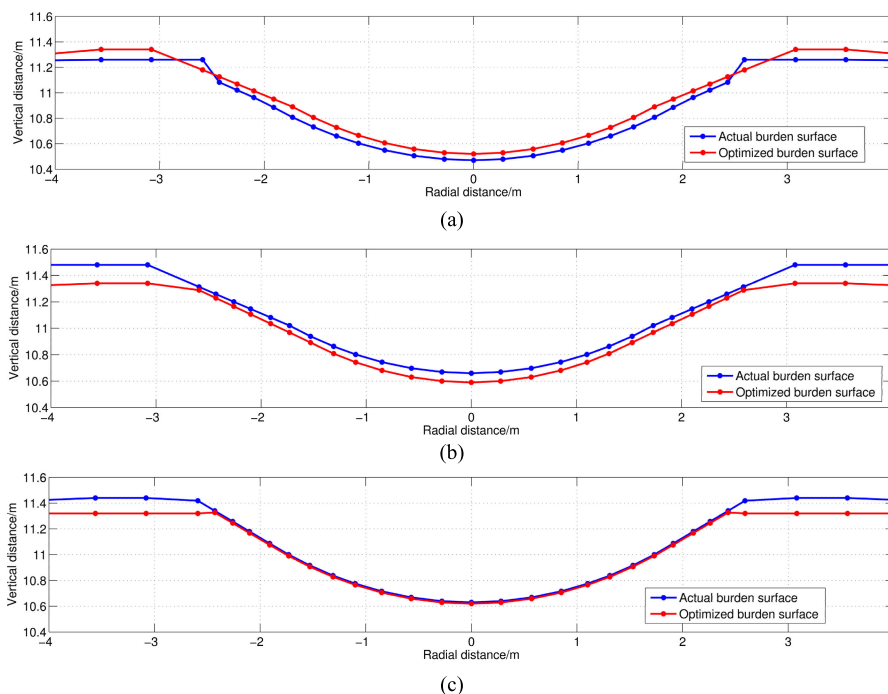 11.6
11.4
11.2
11
10.8
10.6
10.4
Vertical distance/m
−4 −3 −2 −1 0 1 2 3
Radial distance/m
Actual burden surface
Optimized burden surface
(a)
11.6
11.4
11.2
11
10.8
10.6
10.4
Vertical distance/m
−4 −3 −2 −1 0 1 2 3
Radial distance/m
Actual burden surface
Optimized burden surface
(b)
11.6
11.4
11.2
11
10.8
10.6
10.4
Vertical distance/m
−4 −3 −2 −1 0 1 2 3
Radial distance/m
Actual burden surface
Optimized burden surface
(c)